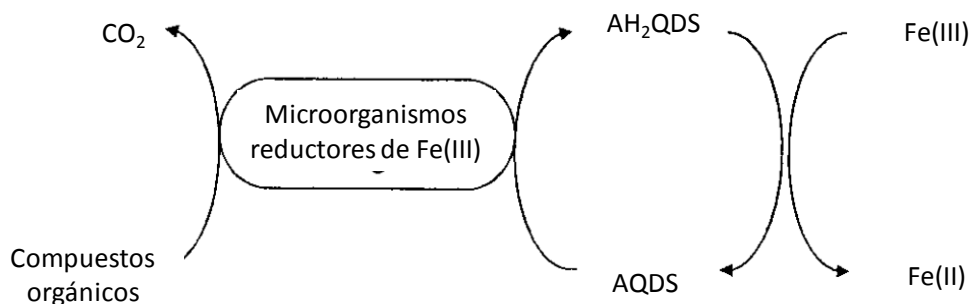 CO₂
AH₂QDS
Fe(III)
Microorganismos
reductores de Fe(III)
Compuestos
orgánicos
AQDS
Fe(II)